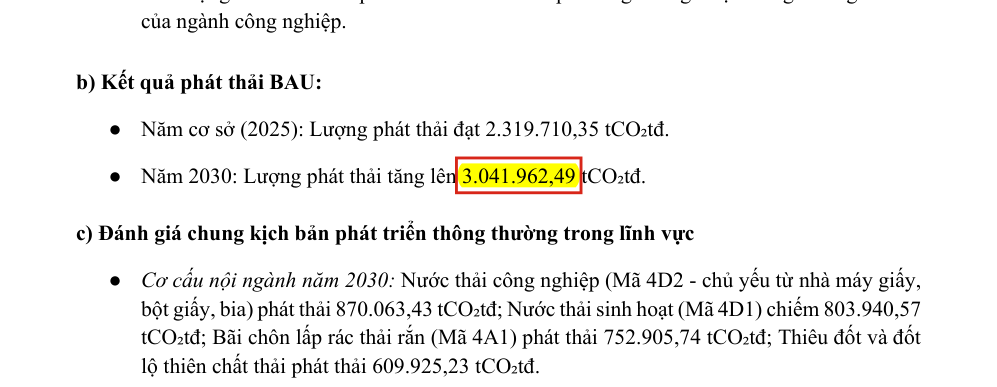 của ngành công nghiệp.
b) Kết quả phát thải BAU:
● Năm cơ sở (2025): Lượng phát thải đạt 2.319.710,35 tCO₂tđ.
● Năm 2030: Lượng phát thải tăng lên 3.041.962,49 tCO₂tđ.
c) Đánh giá chung kịch bản phát triển thông thường trong lĩnh vực
● Cơ cấu nội ngành năm 2030: Nước thải công nghiệp (Mã 4D2 - chủ yếu từ nhà máy giấy,
bột giấy, bia) phát thải 870.063,43 tCO₂tđ; Nước thải sinh hoạt (Mã 4D1) chiếm 803.940,57
tCO₂tđ; Bãi chôn lấp rác thải rắn (Mã 4A1) phát thải 752.905,74 tCO₂tđ; Thiêu đốt và đốt
lộ thiên chất thải phát thải 609.925,23 tCO₂tđ.